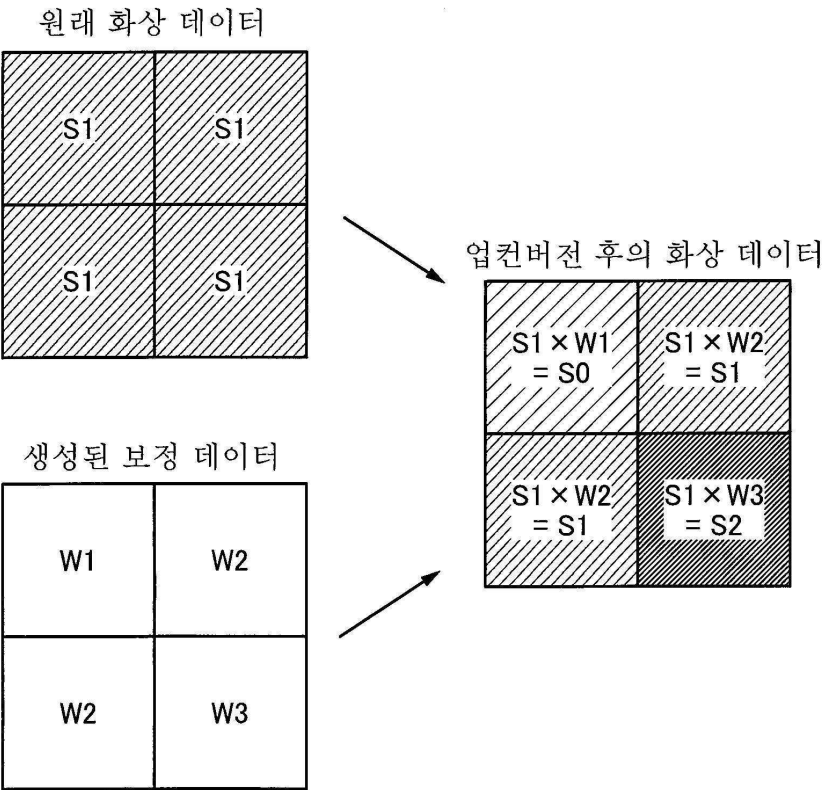 원래 화상 데이터
S1 S1
S1 S1
업컨버전 후의 화상 데이터
S1×W1 S1×W2
= S0 = S1
S1×W2 S1×W3
= S1 = S2
생성된 보정 데이터
W1 W2
W2 W3